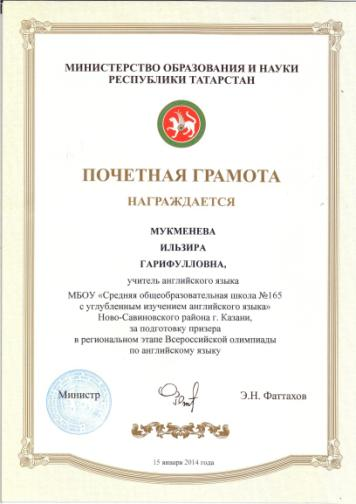 МИНИСТЕРСТВО ОБРАЗОВАНИЯ И НАУКИ
РЕСПУБЛИКИ ТАТАРСТАН
ПОЧЕТНАЯ ГРАМОТА
НАГРАЖДАЕТСЯ
МУКМЕНЕВА
ИЛЬЗИРА
ГАРИФУЛЛОВНА,
учитель английского языка
МБОУ «Средняя общеобразовательная школа №165
с углубленным изучением английского языка»
Ново-Савиновского района г. Казани,
за подготовку призера
в региональном этапе Всероссийской олимпиады
по английскому языку
Министр
Э.Н. Фаттахов
15 января 2014 года